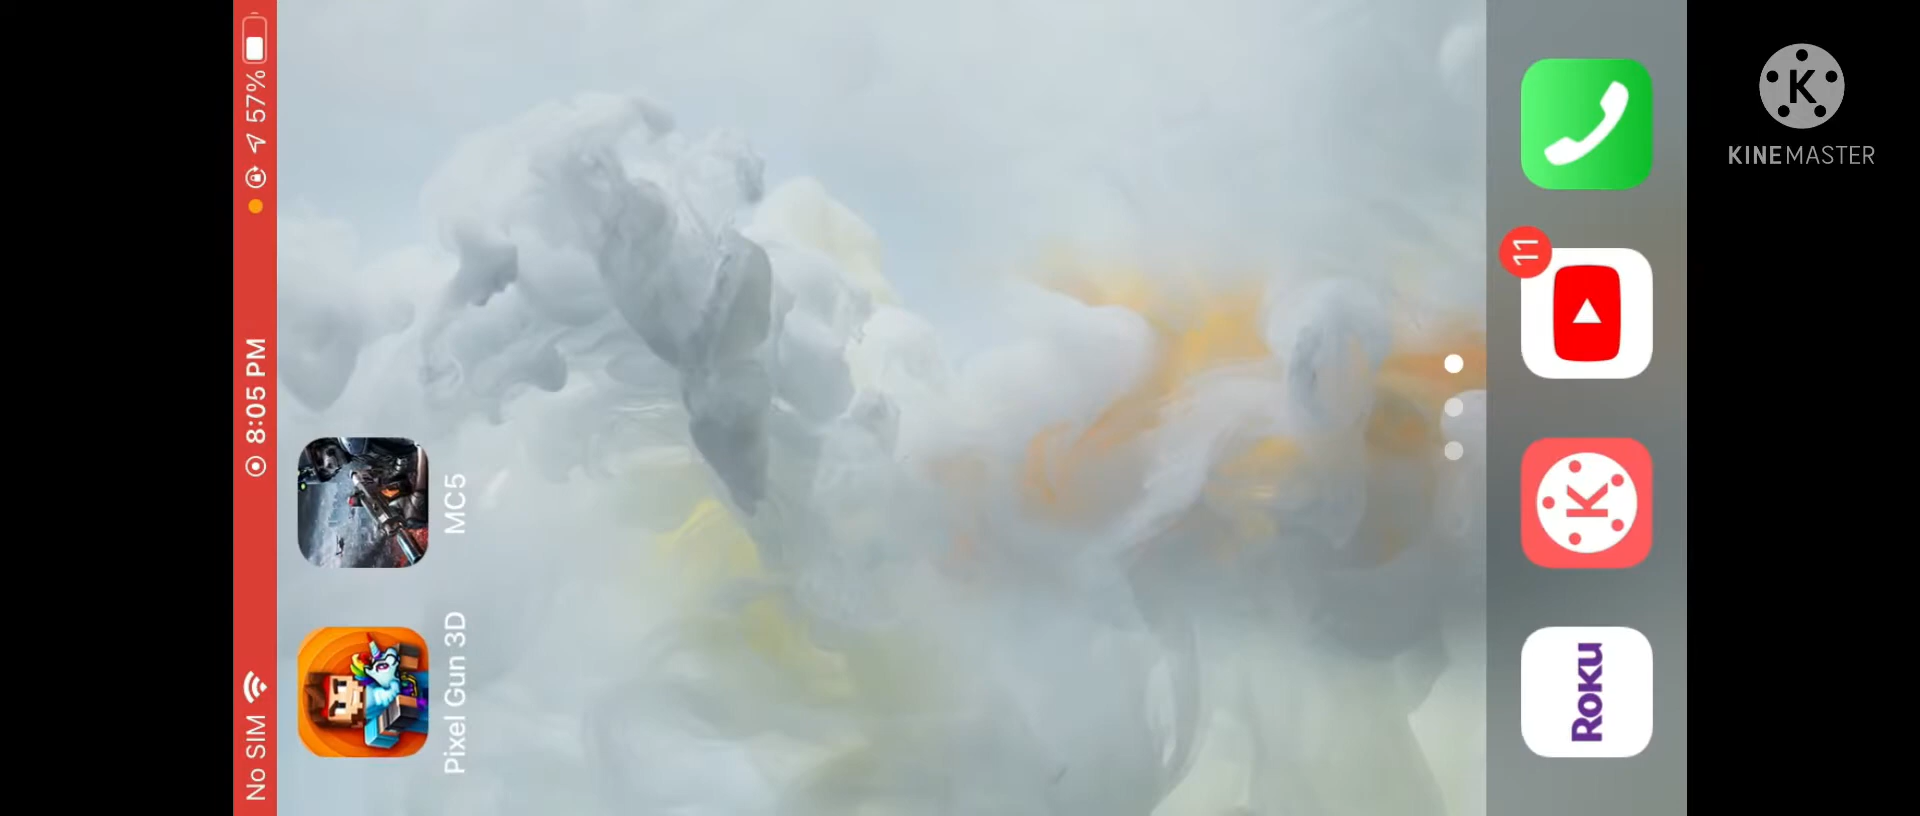 No SIM
8:05 PM
57%
Pixel Gun 3D
MC5
Roku
K
11
K
KINEMASTER